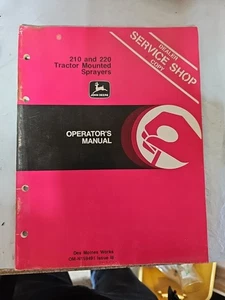 210 and 220
Tractor Mounted
Sprayers
JOHN DEERE
DEALER
SERVICE SHOP
COPY
OPERATOR'S
MANUAL
Des Moines Works